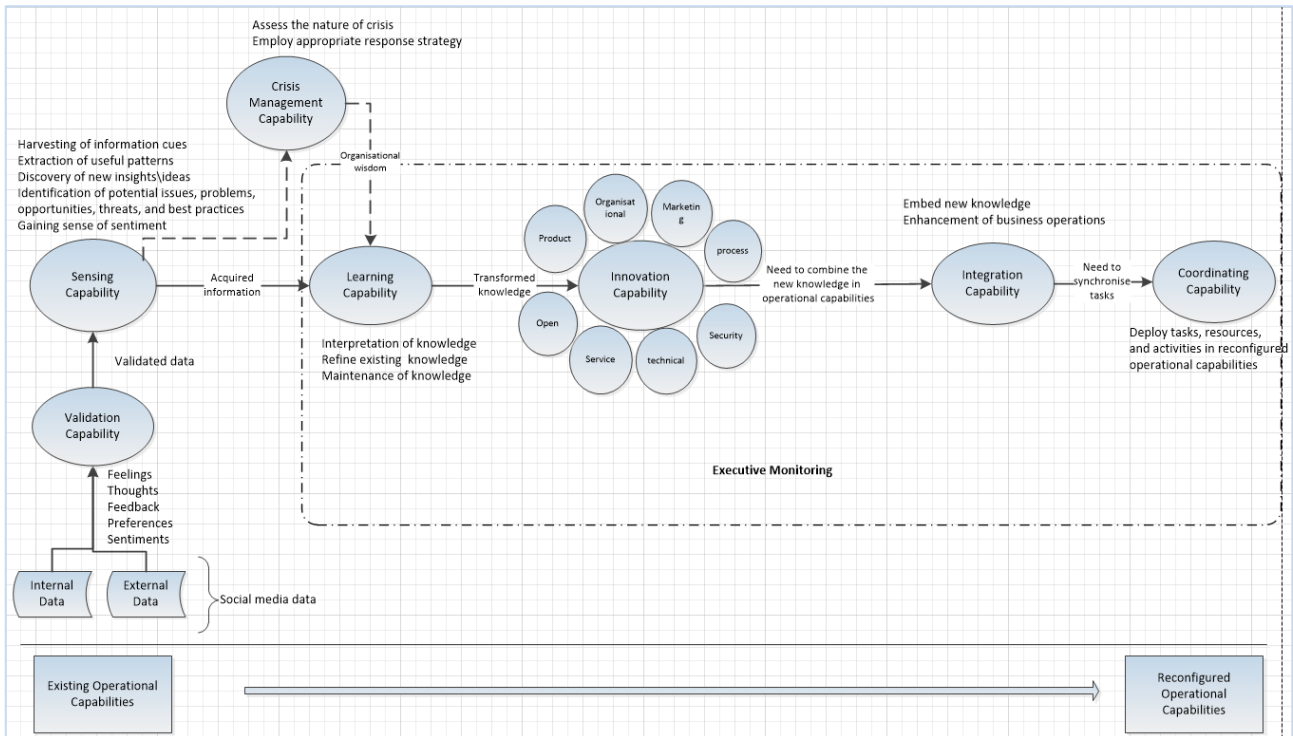 Assess the nature of crisis
Employ appropriate response strategy
Crisis
Management
Capability
Harvesting of information cues
Extraction of useful patterns
Discovery of new insights\ideas
Identification of potential issues, problems,
opportunities, threats, and best practices
Gaining sense of sentiment
Organisational
wisdom
Sensing
Capability
Acquired
information
Learning
Capability
Interpretation of knowledge
Refine existing knowledge
Maintenance of knowledge
Transformed
knowledge
Innovation
Capability
Product
Organisat
ional
Marketin
g
process
Open
Service
technical
Security
Need to combine the
new knowledge in
operational capabilities
Embed new knowledge
Enhancement of business operations
Integration
Capability
Need to
synchronise
tasks
Coordinating
Capability
Deploy tasks, resources,
and activities in reconfigured
operational capabilities
Validated data
Validation
Capability
Executive Monitoring
Feelings
Thoughts
Feedback
Preferences
Sentiments
Internal
Data
External
Data
Social media data
Existing Operational
Capabilities
Reconfigured
Operational
Capabilities